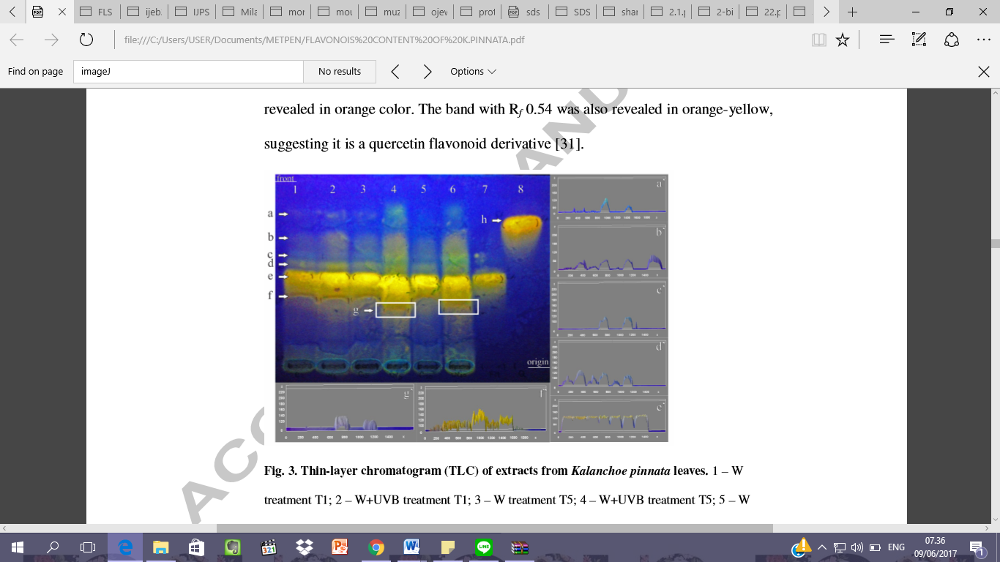 FLS
ijeb.
IJPS
Mila
mor
mou
muz
ojev
prof
sds
SDS
shar
2.1.p
2-bi
22.p
file:///C:/Users/USER/Documents/METPEN/FLAVONOIS%20CONTENT%20OF%20K.PINNATA.pdf
Find on page
imageJ
No results
Options
revealed in orange color. The band with Rf 0.54 was also revealed in orange-yellow,
suggesting it is a quercetin flavonoid derivative [31].
front
1 2 3 4 5 6 7 8
a
b
c
d
e
f
g
h
origin
a'
b'
c'
d'
e'
g'
f'
Fig. 3. Thin-layer chromatogram (TLC) of extracts from Kalanchoe pinnata leaves. 1 – W
treatment T1; 2 – W+UVB treatment T1; 3 – W treatment T5; 4 – W+UVB treatment T5; 5 – W
ACC
ANU
ENG
07.36
09/06/2017
1
321
LINE